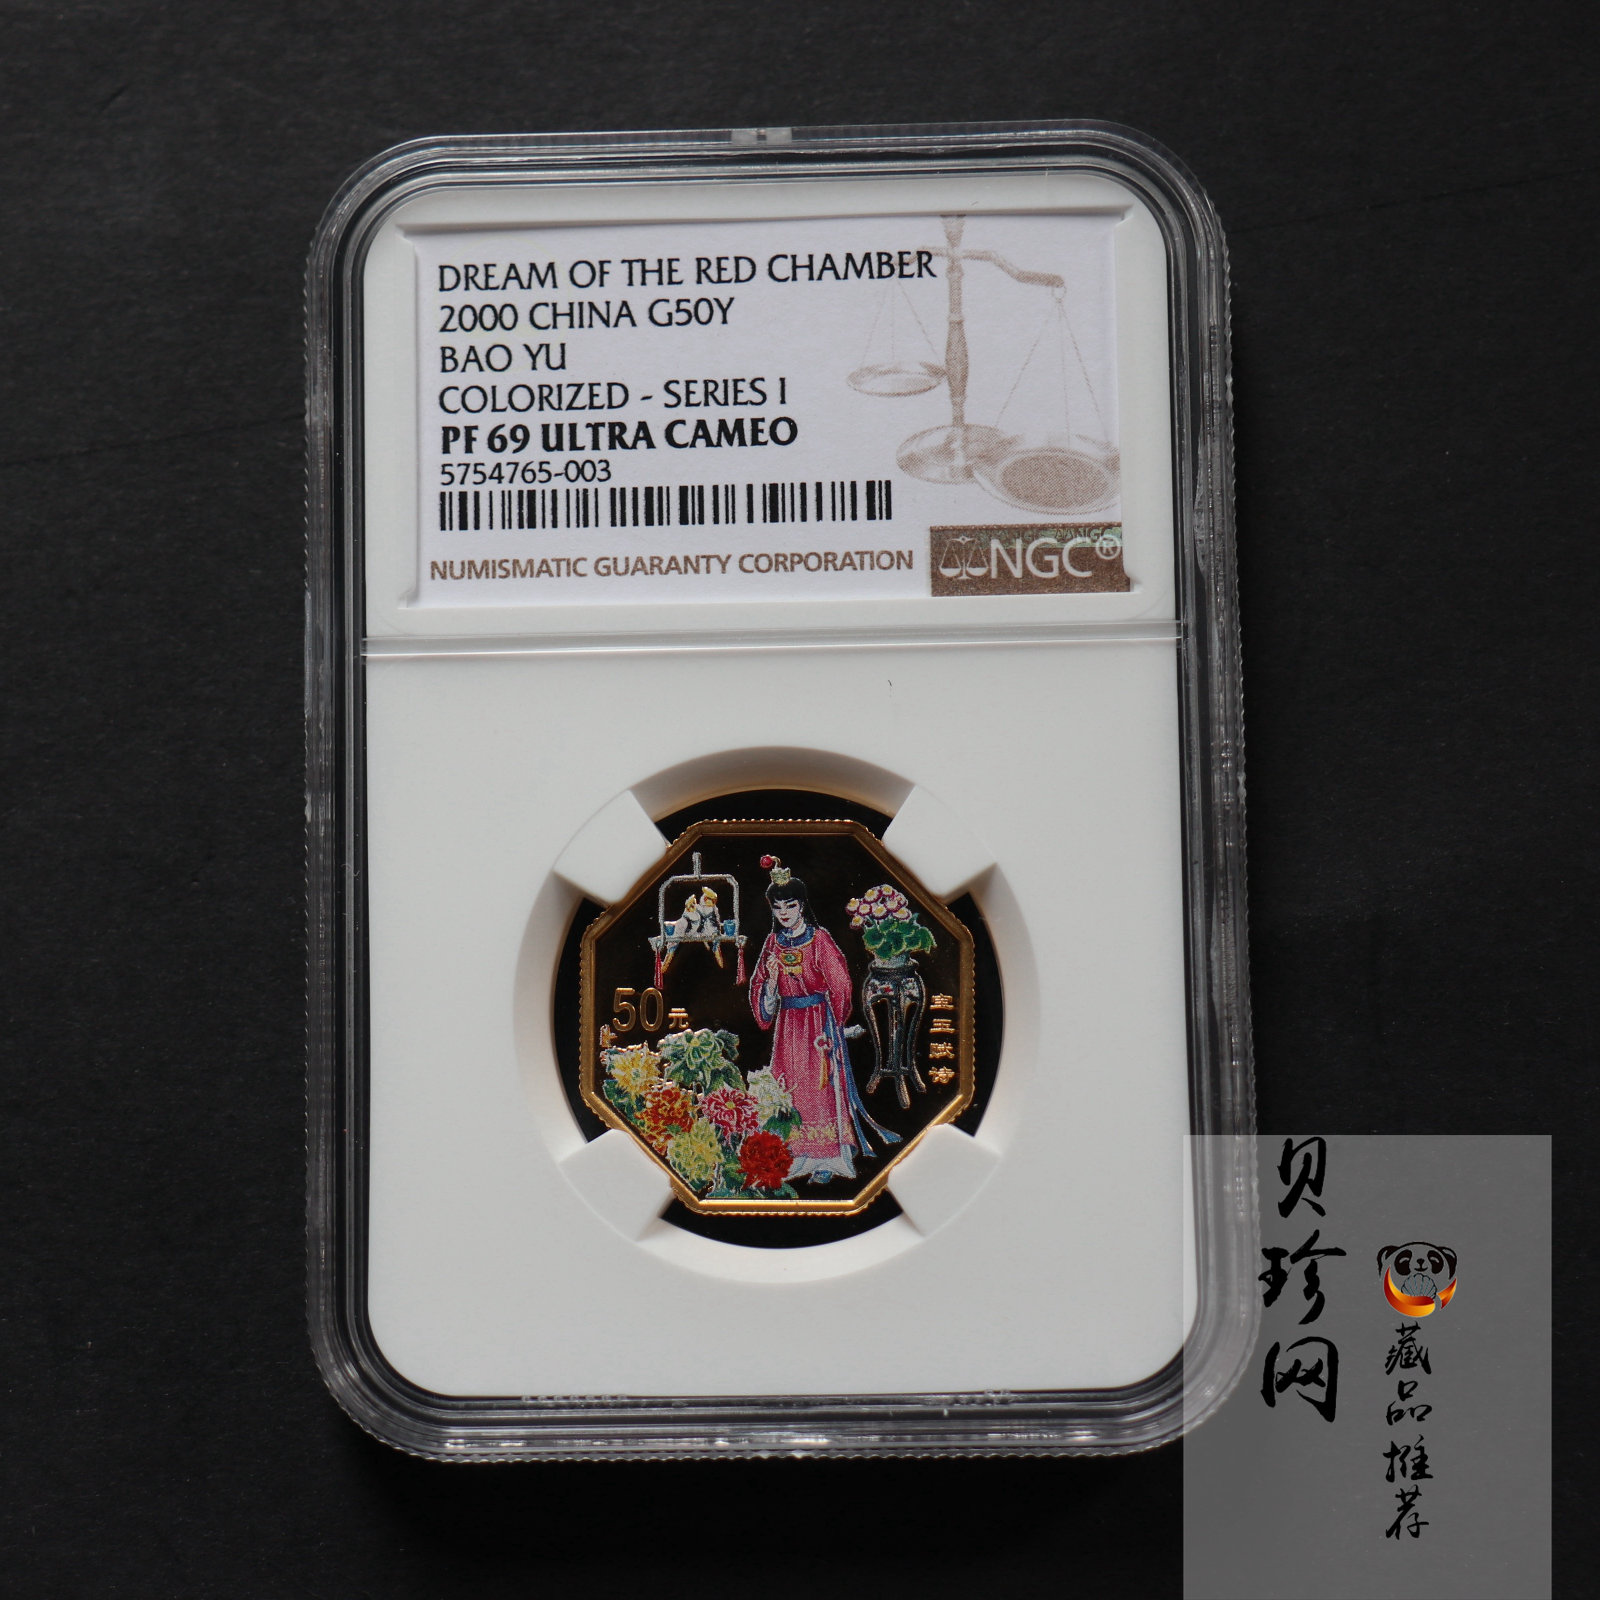 DREAM OF THE RED CHAMBER
2000 CHINA G50Y
BAO YU
COLORIZED - SERIES I
PF 69 ULTRA CAMEO
5754765-003
NUMISMATIC GUARANTY CORPORATION
NGC®
50元
宝玉赋诗
贝珍网
藏品推荐